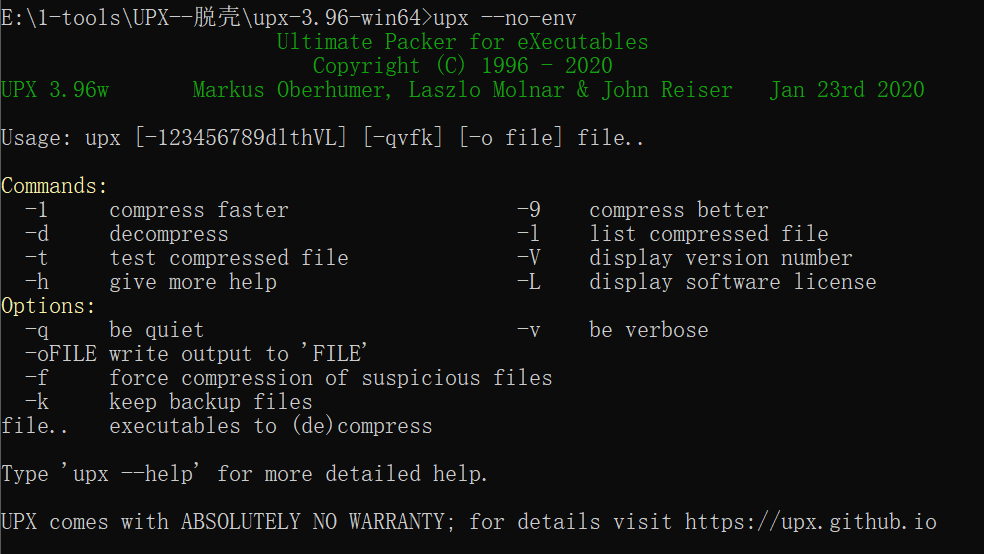 E:\1-tools\UPX--脱壳\upx-3.96-win64>upx --no-env
Ultimate Packer for eXecutables
Copyright (C) 1996 - 2020
UPX 3.96w       Markus Oberhumer, Laszlo Molnar & John Reiser   Jan 23rd 2020
Usage: upx [-123456789dlthVL] [-qvfk] [-o file] file..
Commands:
  -1     compress faster                   -9    compress better
  -d     decompress                        -l    list compressed file
  -t     test compressed file              -V    display version number
  -h     give more help                    -L    display software license
Options:
  -q     be quiet                          -v    be verbose
  -oFILE write output to 'FILE'
  -f     force compression of suspicious files
  -k     keep backup files
file..   executables to (de)compress
Type 'upx --help' for more detailed help.
UPX comes with ABSOLUTELY NO WARRANTY; for details visit https://upx.github.io